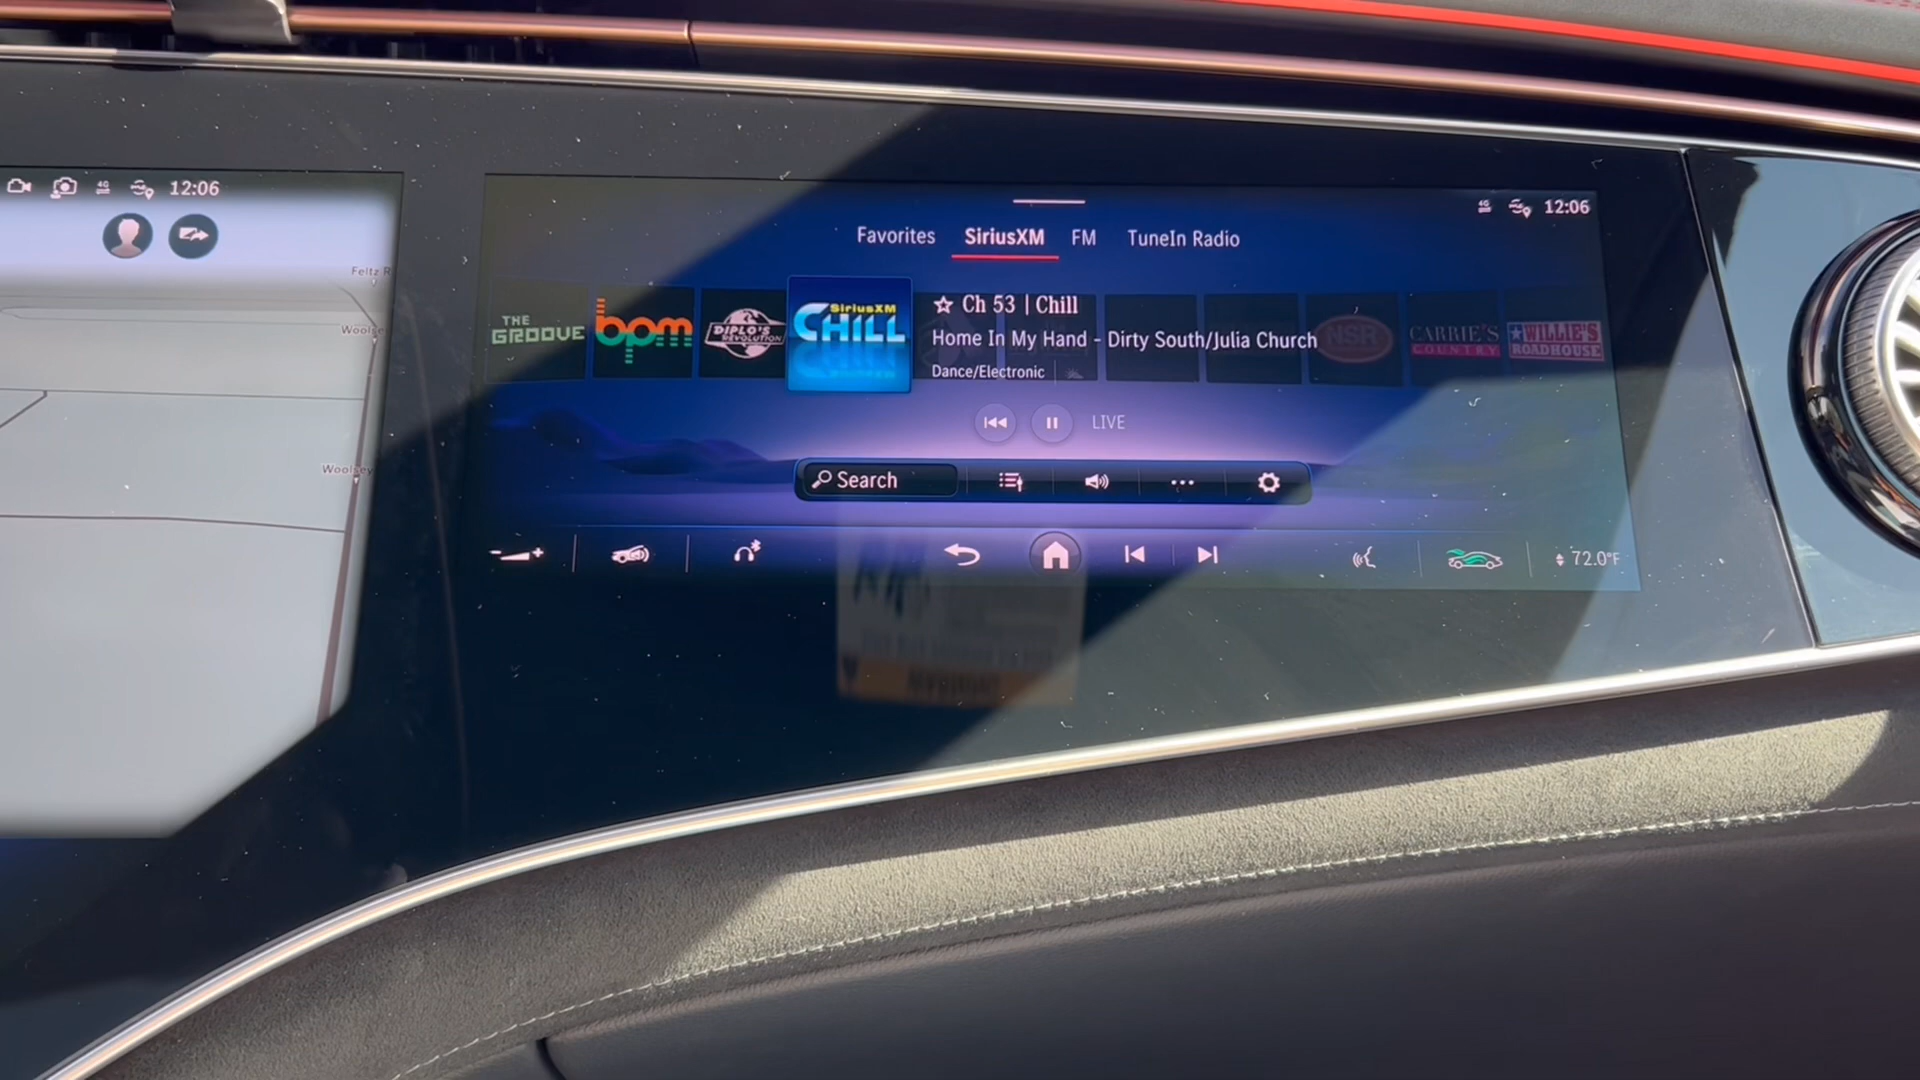 4G
12:06
Feltz R
Woolse
Woolsey
4G
12:06
Favorites
SiriusXM
FM
TuneIn Radio
THE
GROOVE
bpm
DIPLO'S
REVOLUTION
SiriusXM
CHILL
Ch 53 | Chill
Home In My Hand - Dirty South/Julia Church
Dance/Electronic
NSR
CARRIE'S
COUNTRY
WILLIE'S
ROADHOUSE
LIVE
Search
72.0°F